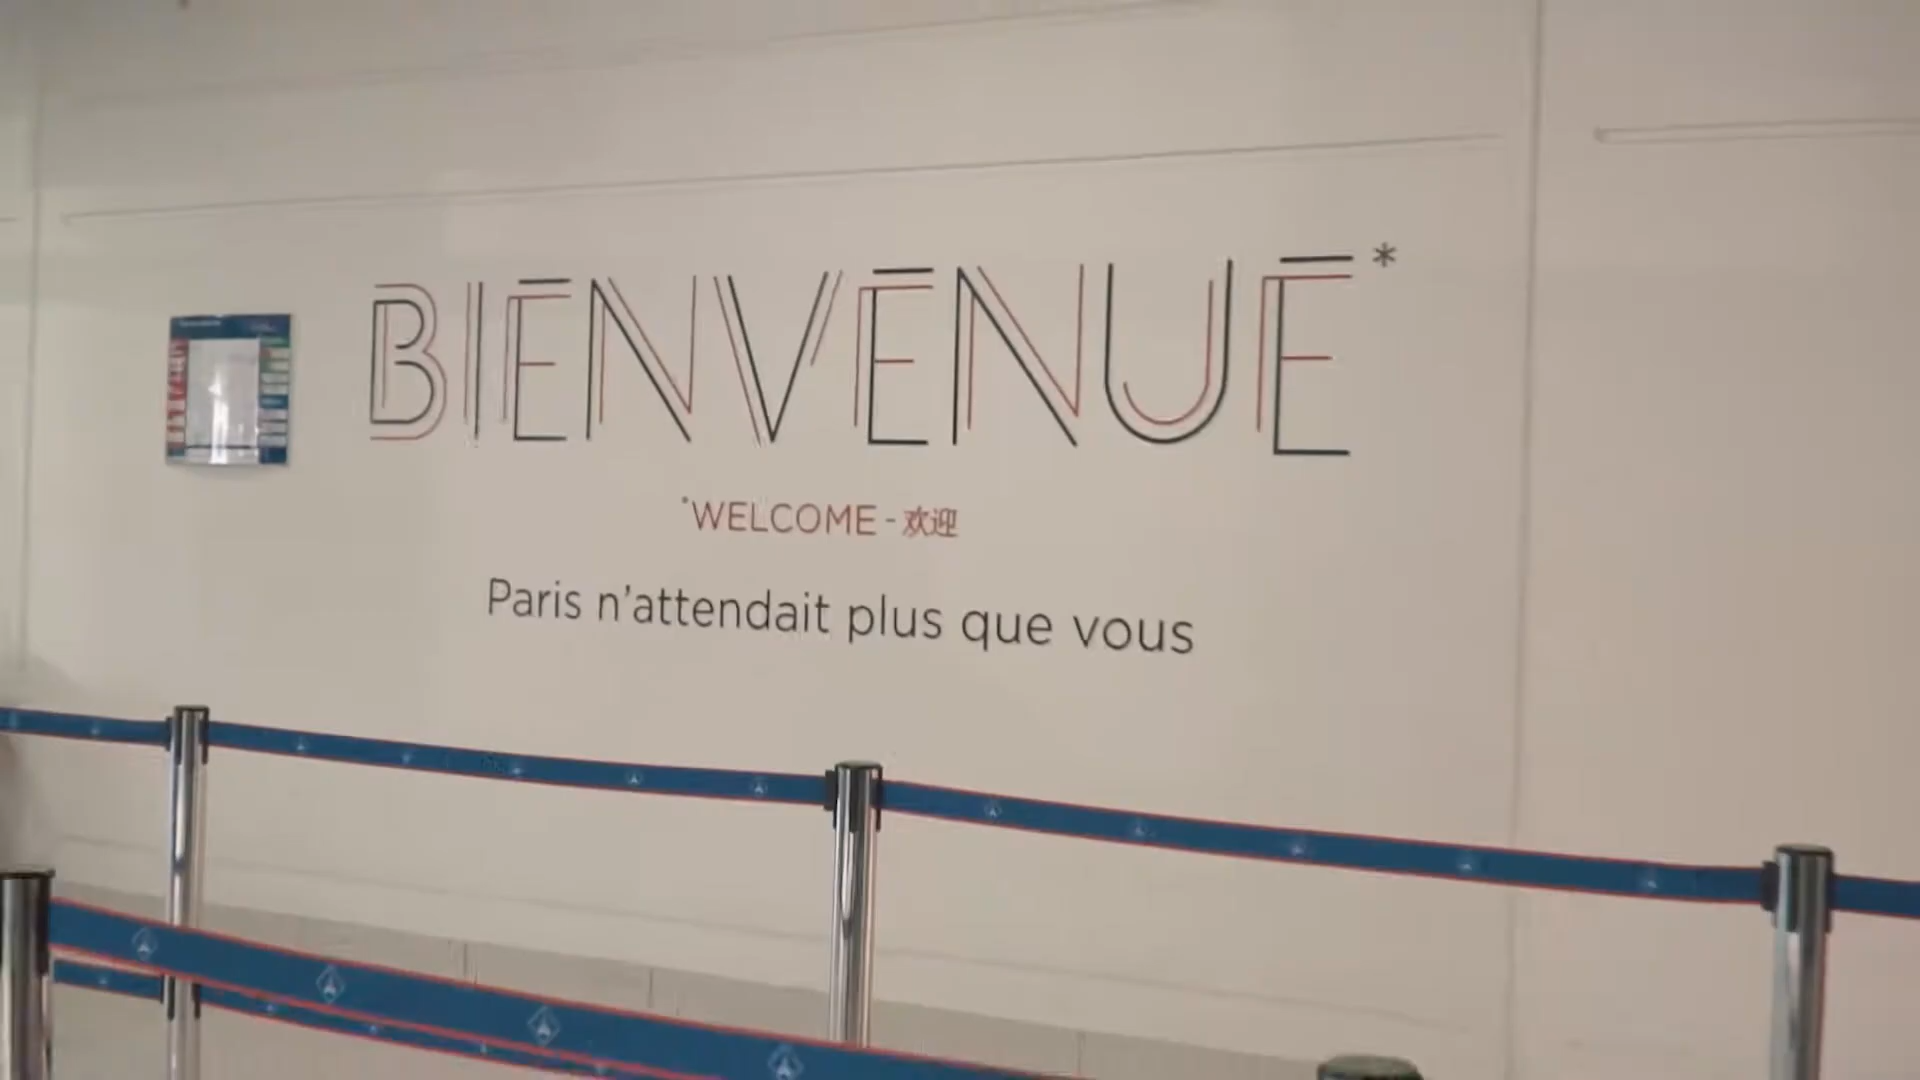 BIENVENUE*
*WELCOME - 欢迎
Paris n'attendait plus que vous